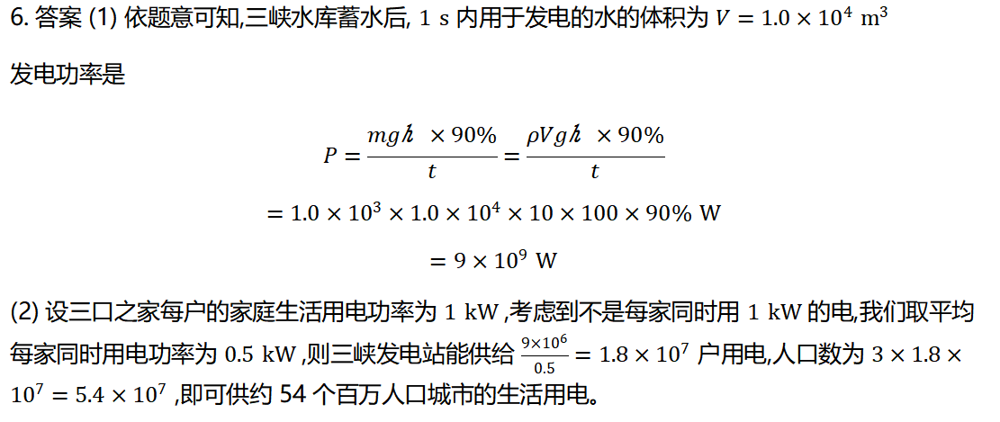 6. 答案 (1) 依题意可知,三峡水库蓄水后, 1 s 内用于发电的水的体积为 V = 1.0 × 10⁴ m³
发电功率是
P = \frac{mgh × 90%}{t} = \frac{ρVgh × 90%}{t}
= 1.0 × 10³ × 1.0 × 10⁴ × 10 × 100 × 90% W
= 9 × 10⁹ W
(2) 设三口之家每户的家庭生活用电功率为 1 kW ,考虑到不是每家同时用 1 kW 的电,我们取平均
每家同时用电功率为 0.5 kW ,则三峡发电站能供给 \frac{9×10⁶}{0.5} = 1.8 × 10⁷ 户用电,人口数为 3 × 1.8 ×
10⁷ = 5.4 × 10⁷ ,即可供约 54 个百万人口城市的生活用电。